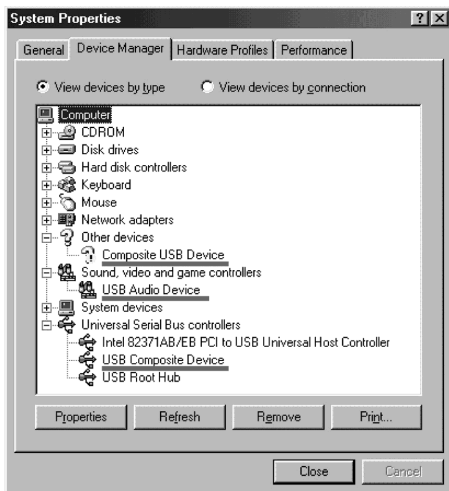 System Properties
General Device Manager Hardware Profiles Performance
View devices by type View devices by connection
Computer
CDROM
Disk drives
Hard disk controllers
Keyboard
Mouse
Network adapters
Other devices
Composite USB Device
Sound, video and game controllers
USB Audio Device
System devices
Universal Serial Bus controllers
Intel 82371AB/EB PCI to USB Universal Host Controller
USB Composite Device
USB Root Hub
Properties Refresh Remove Print...
Close Cancel